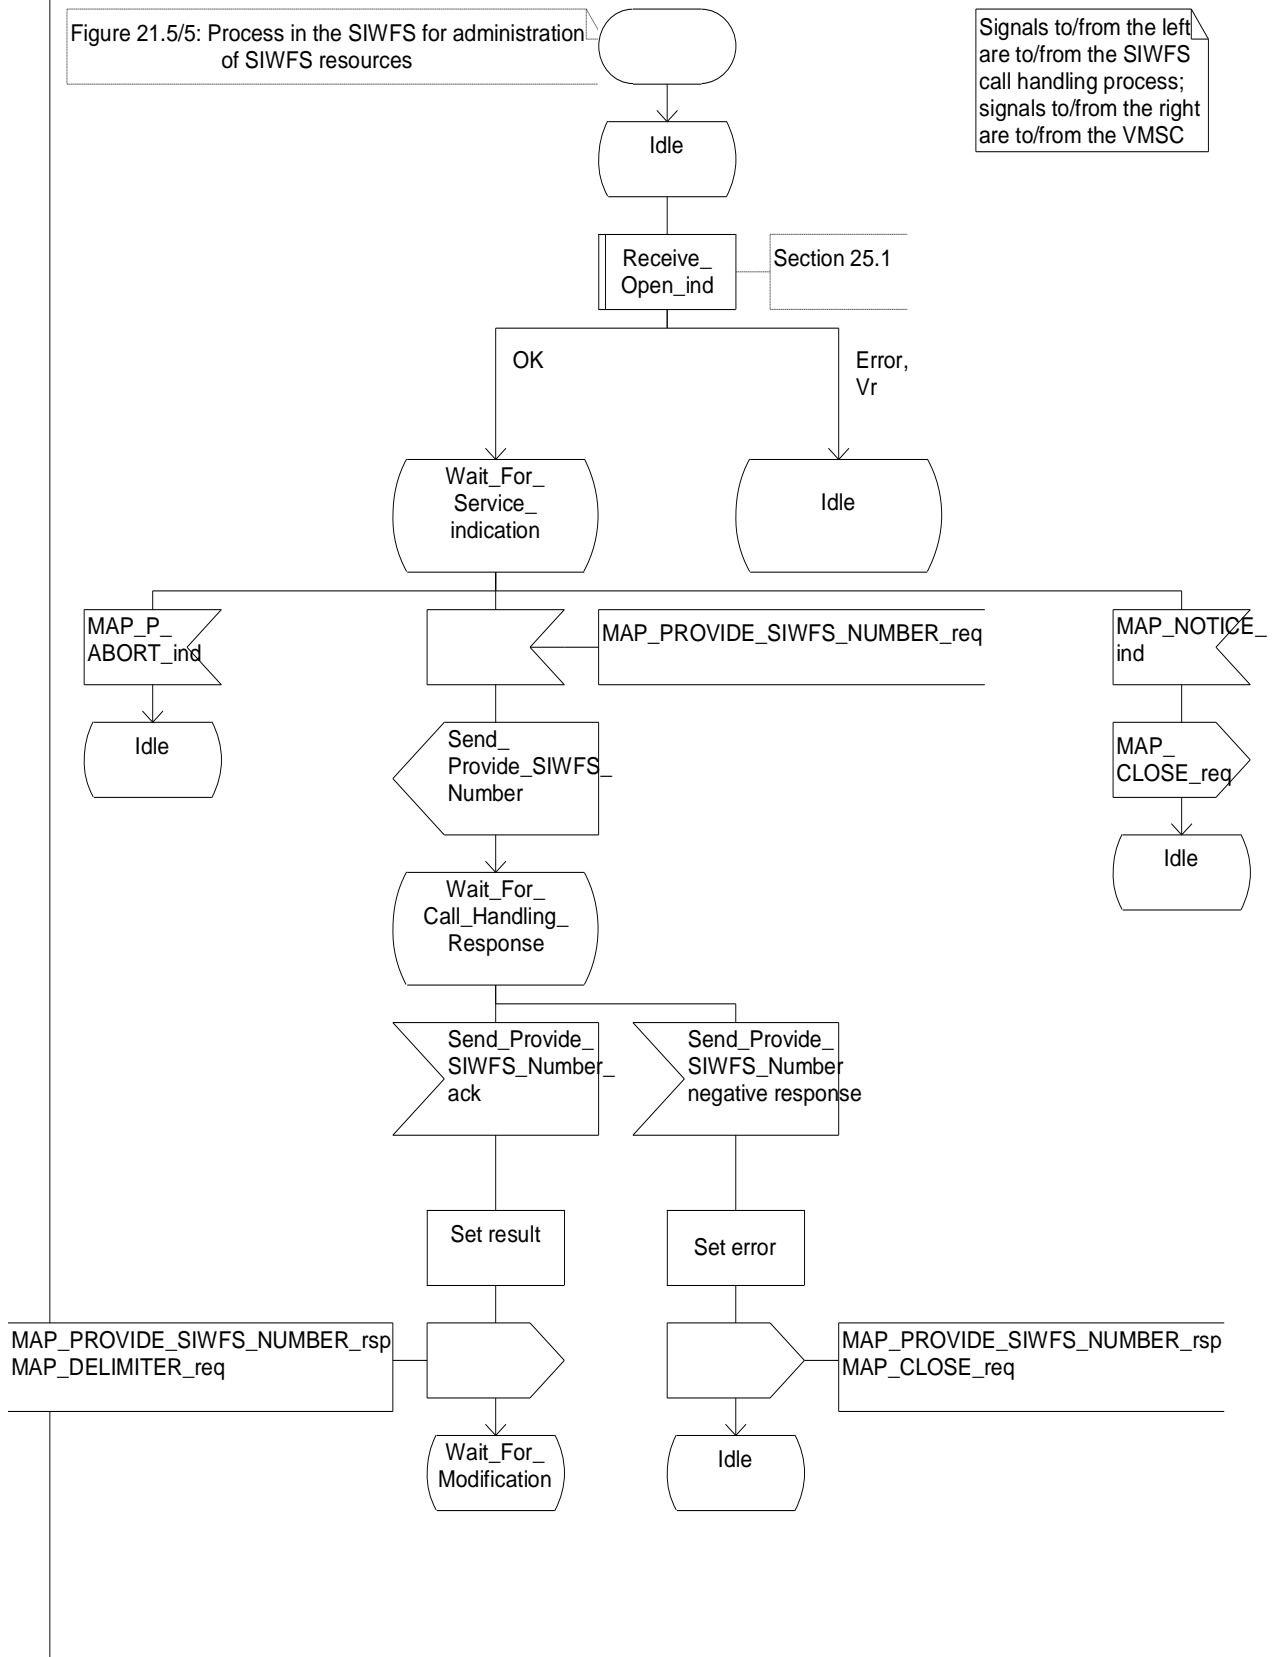 Figure 21.5/5: Process in the SIWFS for administration
of SIWFS resources
Signals to/from the left
are to/from the SIWFS
call handling process;
signals to/from the right
are to/from the VMSC
Idle
Receive_
Open_ind
Section 25.1
OK
Error,
Vr
Wait_For_
Service_
indication
Idle
MAP_P_
ABORT_ind
MAP_PROVIDE_SIWFS_NUMBER_req
MAP_NOTICE_
ind
Idle
Send_
Provide_SIWFS_
Number
MAP_
CLOSE_req
Idle
Wait_For_
Call_Handling_
Response
Send_Provide_
SIWFS_Number_
ack
Send_Provide_
SIWFS_Number
negative response
Set result
Set error
MAP_PROVIDE_SIWFS_NUMBER_rsp
MAP_DELIMITER_req
MAP_PROVIDE_SIWFS_NUMBER_rsp
MAP_CLOSE_req
Wait_For_
Modification
Idle